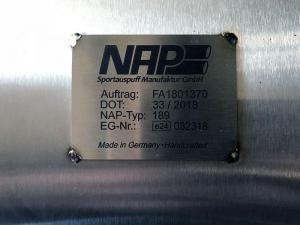 NAP
Sportauspuff Manufaktur GmbH
Auftrag: FA1801370
DOT: 33 / 2018
NAP-Typ: 189
EG-Nr.: e24 032318
Made in Germany • Handcrafted